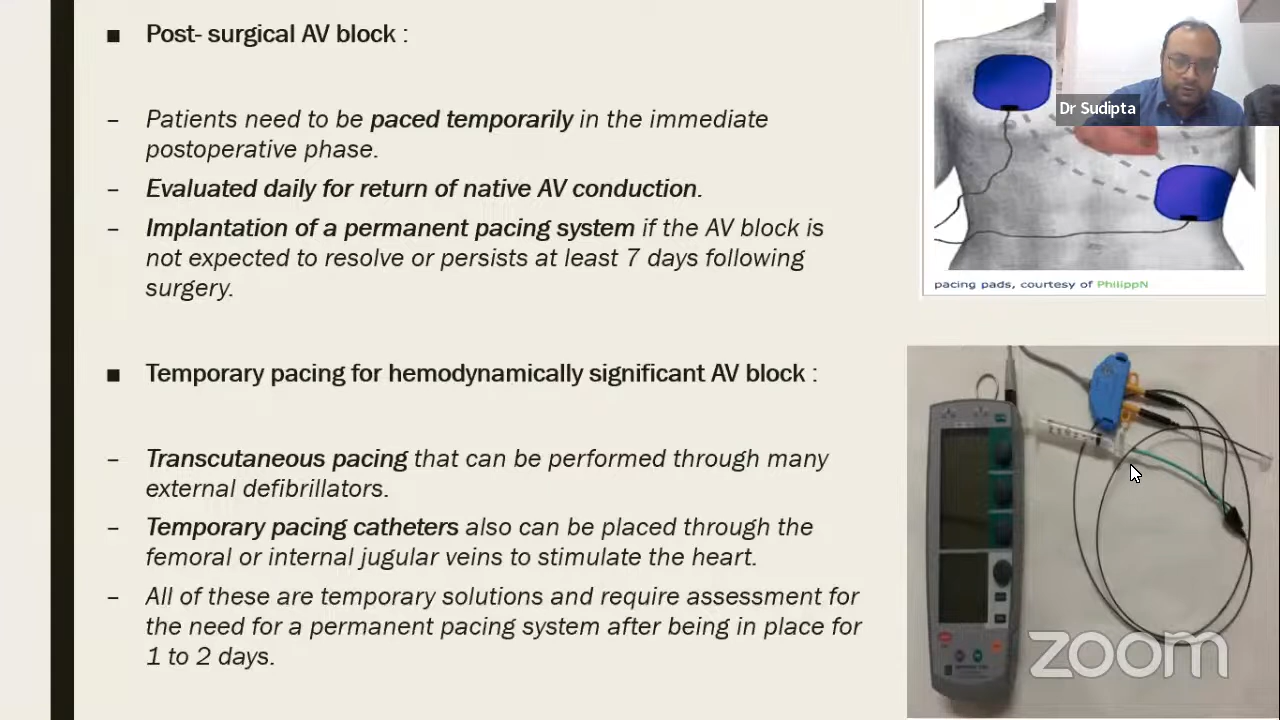 ■ Post- surgical AV block :
– Patients need to be paced temporarily in the immediate
postoperative phase.
– Evaluated daily for return of native AV conduction.
– Implantation of a permanent pacing system if the AV block is
not expected to resolve or persists at least 7 days following
surgery.
■ Temporary pacing for hemodynamically significant AV block :
– Transcutaneous pacing that can be performed through many
external defibrillators.
– Temporary pacing catheters also can be placed through the
femoral or internal jugular veins to stimulate the heart.
– All of these are temporary solutions and require assessment for
the need for a permanent pacing system after being in place for
1 to 2 days.
Dr Sudipta
pacing pads, courtesy of PhilippN
zoom